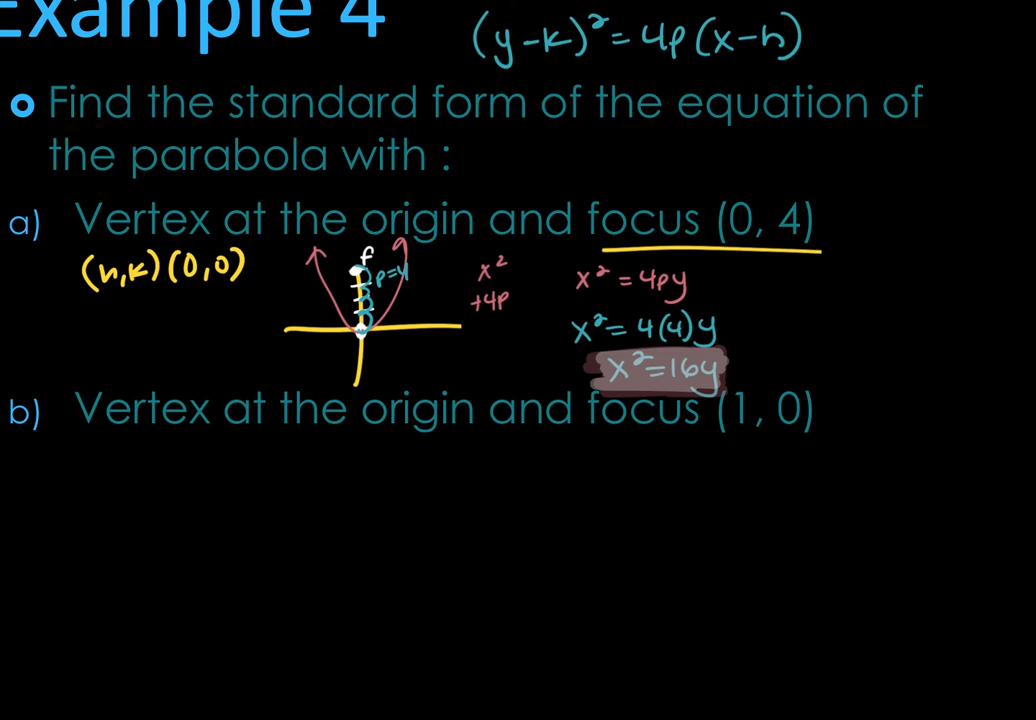 Example 4
(y-k)² = 4p(x-h)
Find the standard form of the equation of
the parabola with :
a) Vertex at the origin and focus (0, 4)
(h,k)(0,0)
f
p=4
x²
+4p
x² = 4py
x² = 4(4)y
x²=16y
b) Vertex at the origin and focus (1, 0)